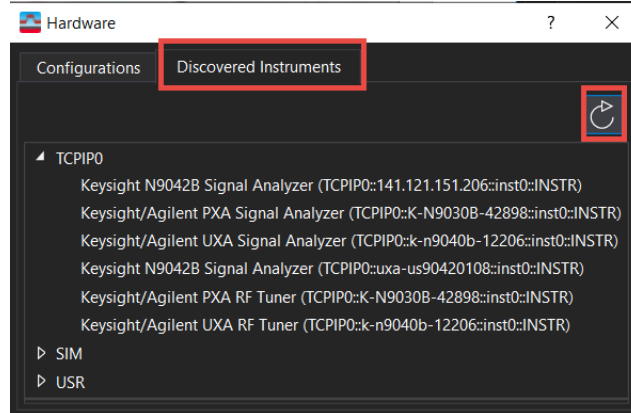 Hardware ? ×
Configurations Discovered Instruments
TCPIP0
Keysight N9042B Signal Analyzer (TCPIP0::141.121.151.206::inst0::INSTR)
Keysight/Agilent PXA Signal Analyzer (TCPIP0::K-N9030B-42898::inst0::INSTR)
Keysight/Agilent UXA Signal Analyzer (TCPIP0::k-n9040b-12206::inst0::INSTR)
Keysight N9042B Signal Analyzer (TCPIP0::uxa-us90420108::inst0::INSTR)
Keysight/Agilent PXA RF Tuner (TCPIP0::K-N9030B-42898::inst0::INSTR)
Keysight/Agilent UXA RF Tuner (TCPIP0::k-n9040b-12206::inst0::INSTR)
SIM
USR